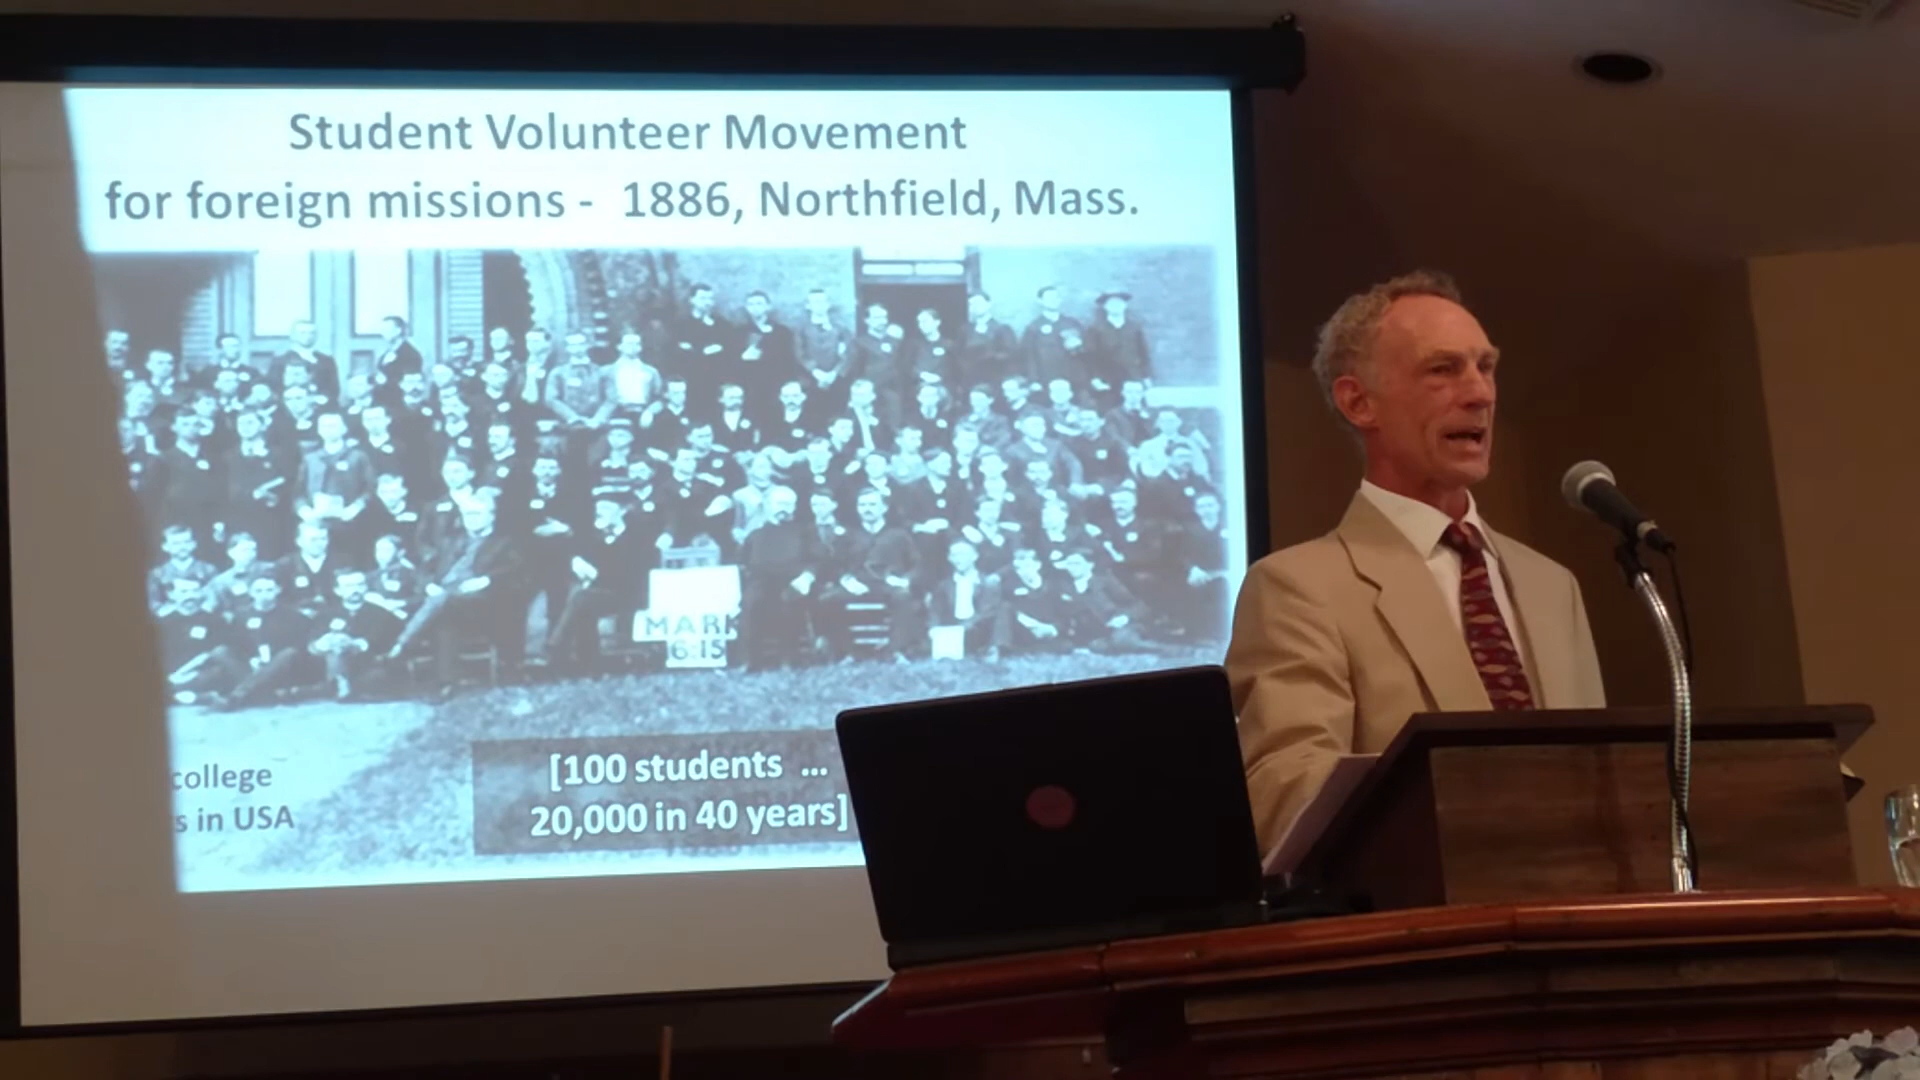 Student Volunteer Movement
for foreign missions - 1886, Northfield, Mass.
MARK
16:15
college
s in USA
[100 students ...
20,000 in 40 years]